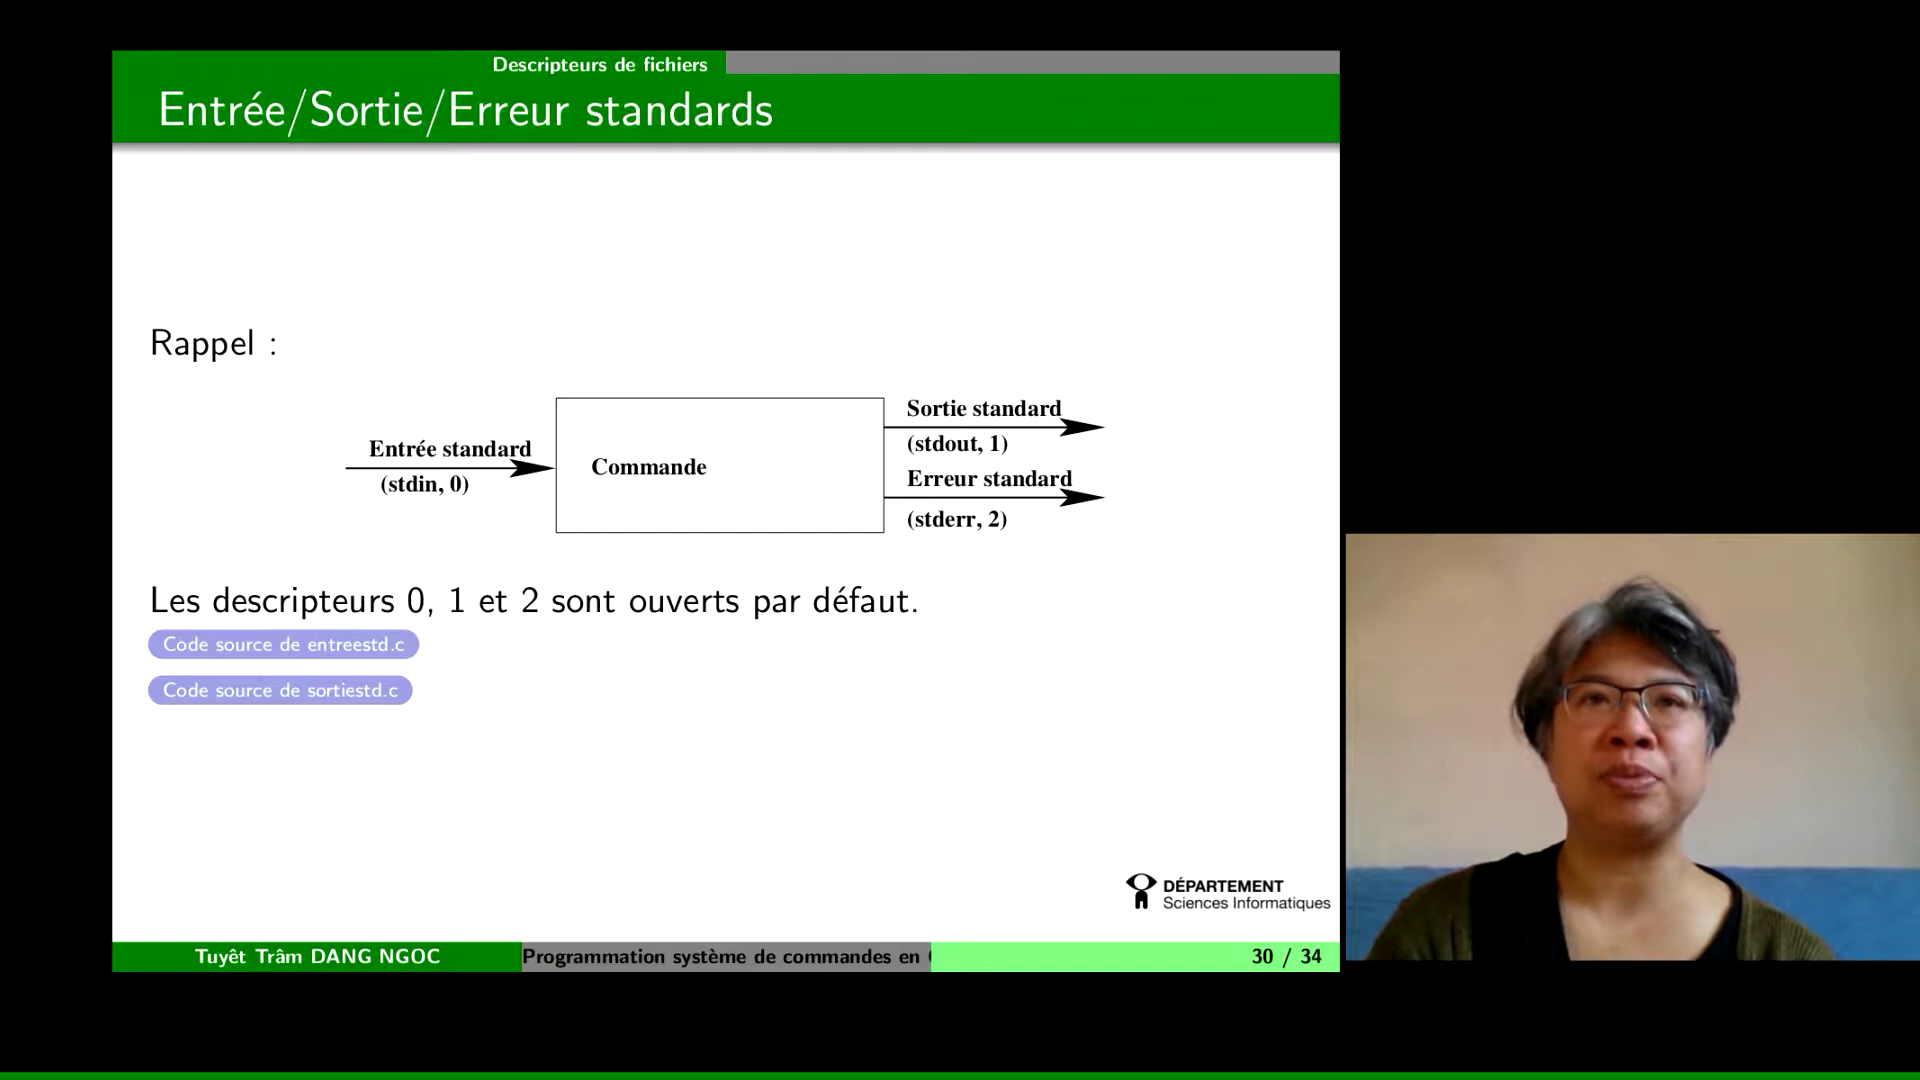 Descripteurs de fichiers
Entrée/Sortie/Erreur standards
Rappel :
Entrée standard
(stdin, 0)
Commande
Sortie standard
(stdout, 1)
Erreur standard
(stderr, 2)
Les descripteurs 0, 1 et 2 sont ouverts par défaut.
Code source de entreestd.c
Code source de sortiestd.c
DÉPARTEMENT
Sciences Informatiques
Tuyêt Trâm DANG NGOC
Programmation système de commandes en
30 / 34